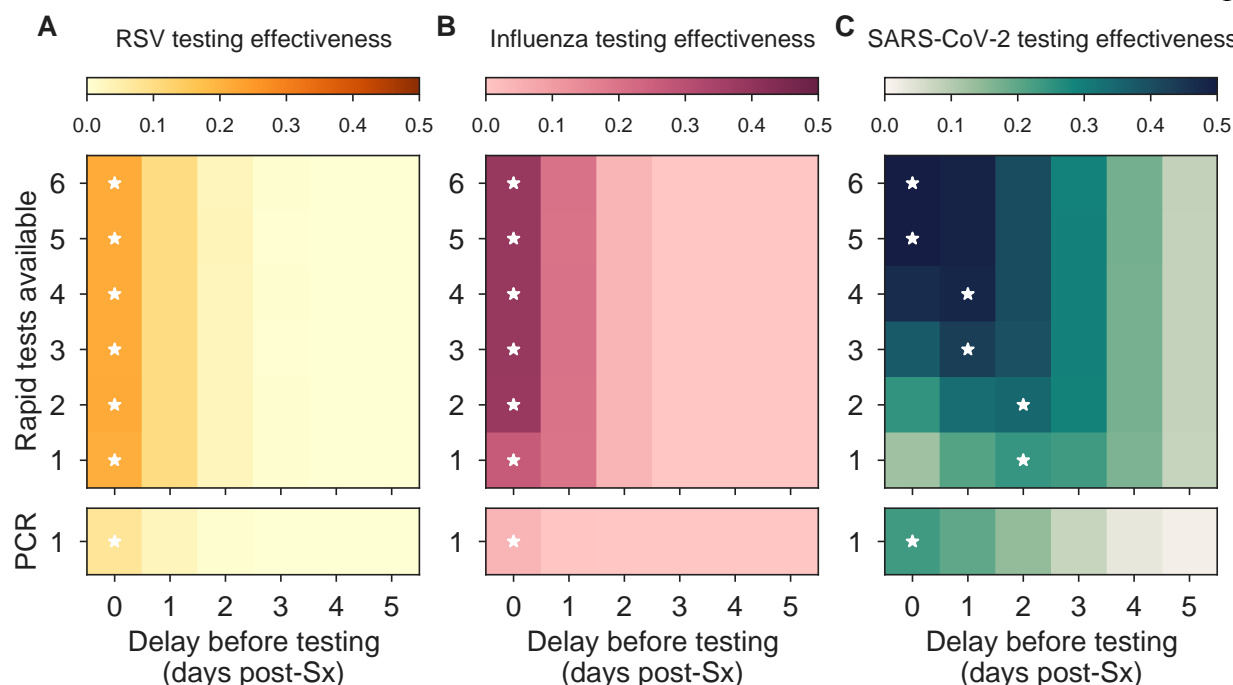 A RSV testing effectiveness
0.0 0.1 0.2 0.3 0.4 0.5
B Influenza testing effectiveness
0.0 0.1 0.2 0.3 0.4 0.5
C SARS-CoV-2 testing effectiveness
0.0 0.1 0.2 0.3 0.4 0.5
Rapid tests available
6
5
4
3
2
1
PCR
1
0 1 2 3 4 5
Delay before testing
(days post-Sx)
6
5
4
3
2
1
1
0 1 2 3 4 5
Delay before testing
(days post-Sx)
6
5
4
3
2
1
1
0 1 2 3 4 5
Delay before testing
(days post-Sx)